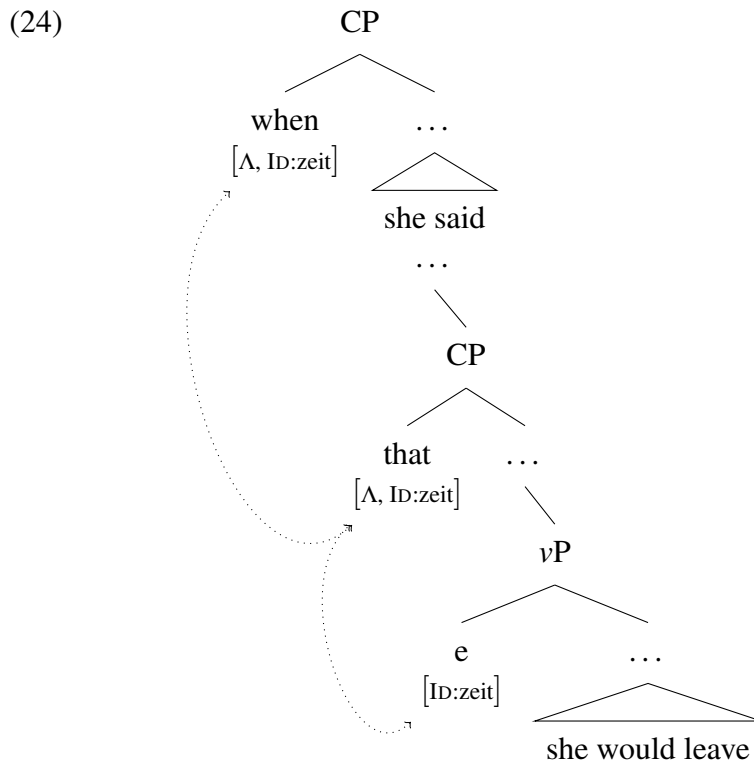 (24) CP
when ...
[Λ, ID:zeit]
she said
...
CP
that ...
[Λ, ID:zeit]
vP
e ...
[ID:zeit]
she would leave